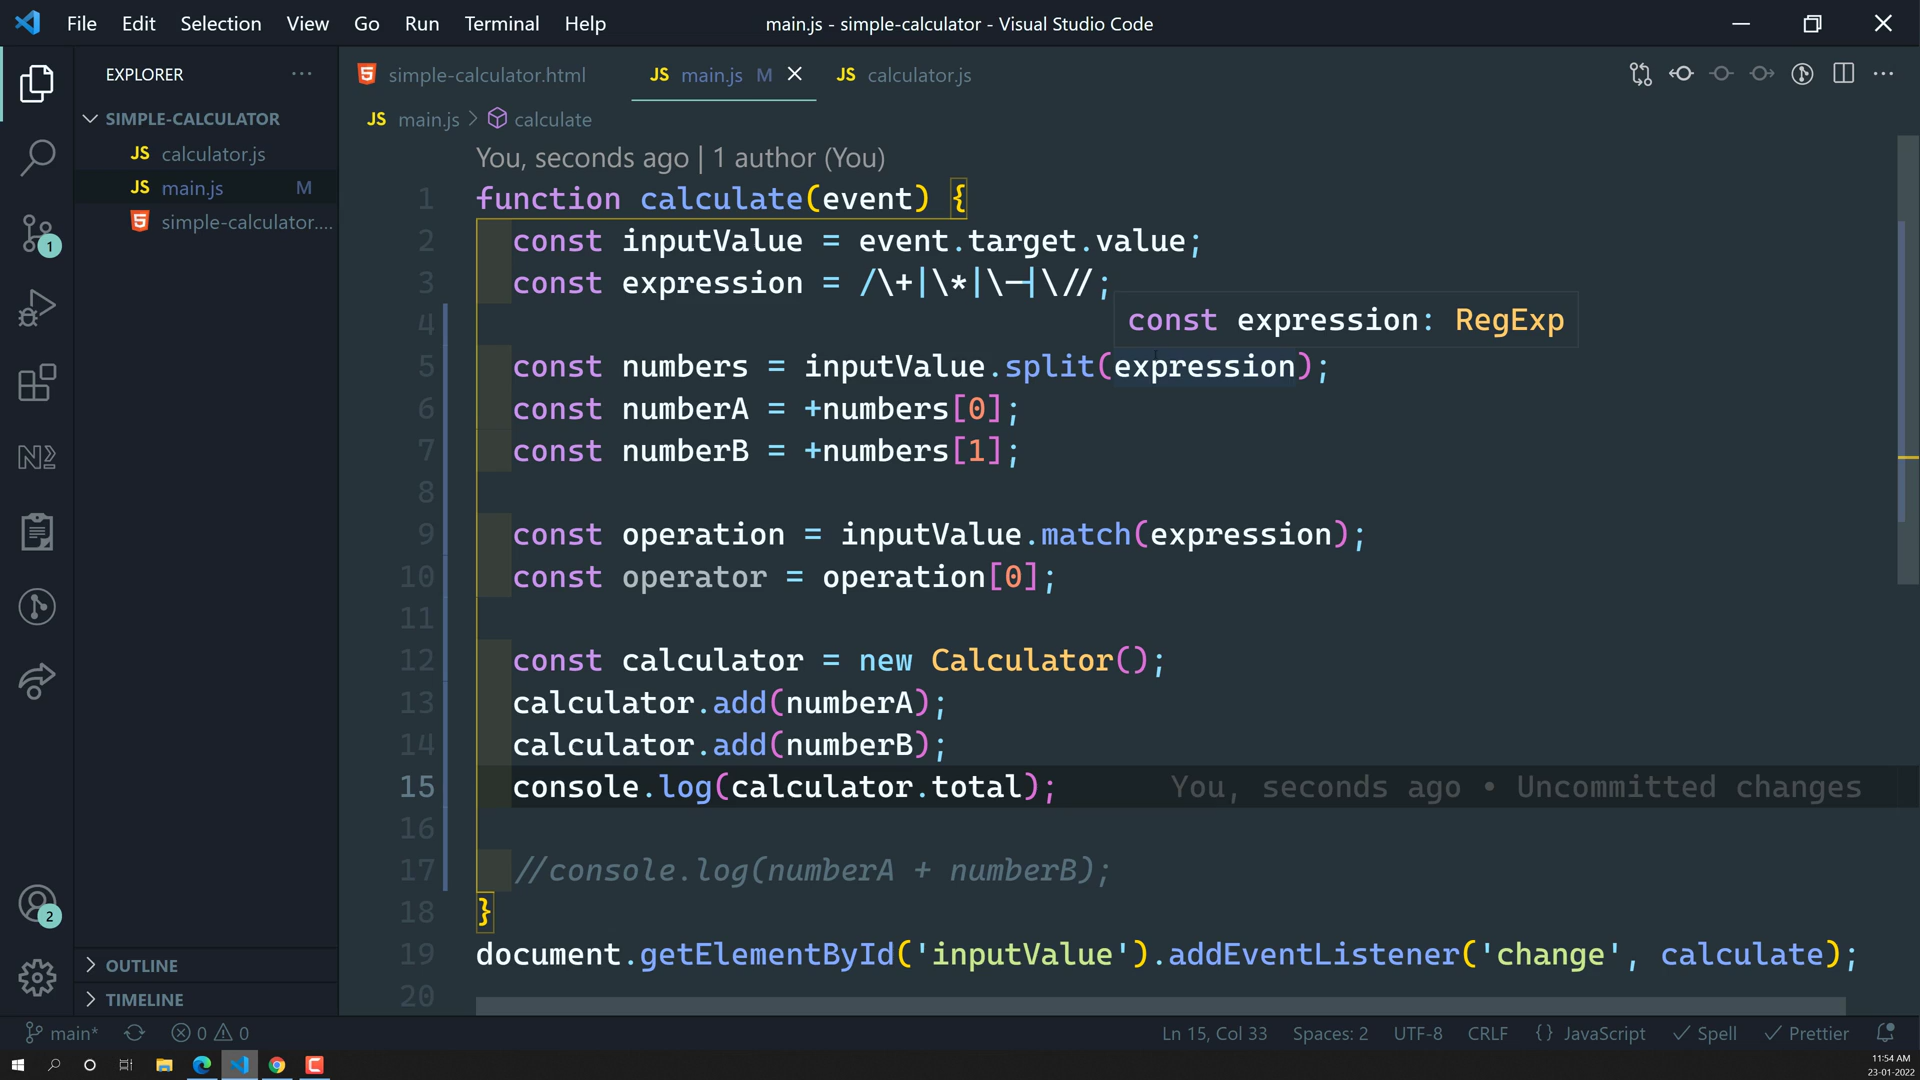 File Edit Selection View Go Run Terminal Help
main.js - simple-calculator - Visual Studio Code
EXPLORER
SIMPLE-CALCULATOR
JS calculator.js
JS main.js M
simple-calculator....
OUTLINE
TIMELINE
simple-calculator.html
JS main.js M
JS calculator.js
JS main.js > calculate
You, seconds ago | 1 author (You)
1 function calculate(event) {
2 const inputValue = event.target.value;
3 const expression = /\+|\*|\-|\//;
const expression: RegExp
4
5 const numbers = inputValue.split(expression);
6 const numberA = +numbers[0];
7 const numberB = +numbers[1];
8
9 const operation = inputValue.match(expression);
10 const operator = operation[0];
11
12 const calculator = new Calculator();
13 calculator.add(numberA);
14 calculator.add(numberB);
15 console.log(calculator.total); You, seconds ago • Uncommitted changes
16
17 //console.log(numberA + numberB);
18 }
19 document.getElementById('inputValue').addEventListener('change', calculate);
20
1
2
main* 0 0
Ln 15, Col 33 Spaces: 2 UTF-8 CRLF {} JavaScript Spell Prettier
11:54 AM
23-01-2022